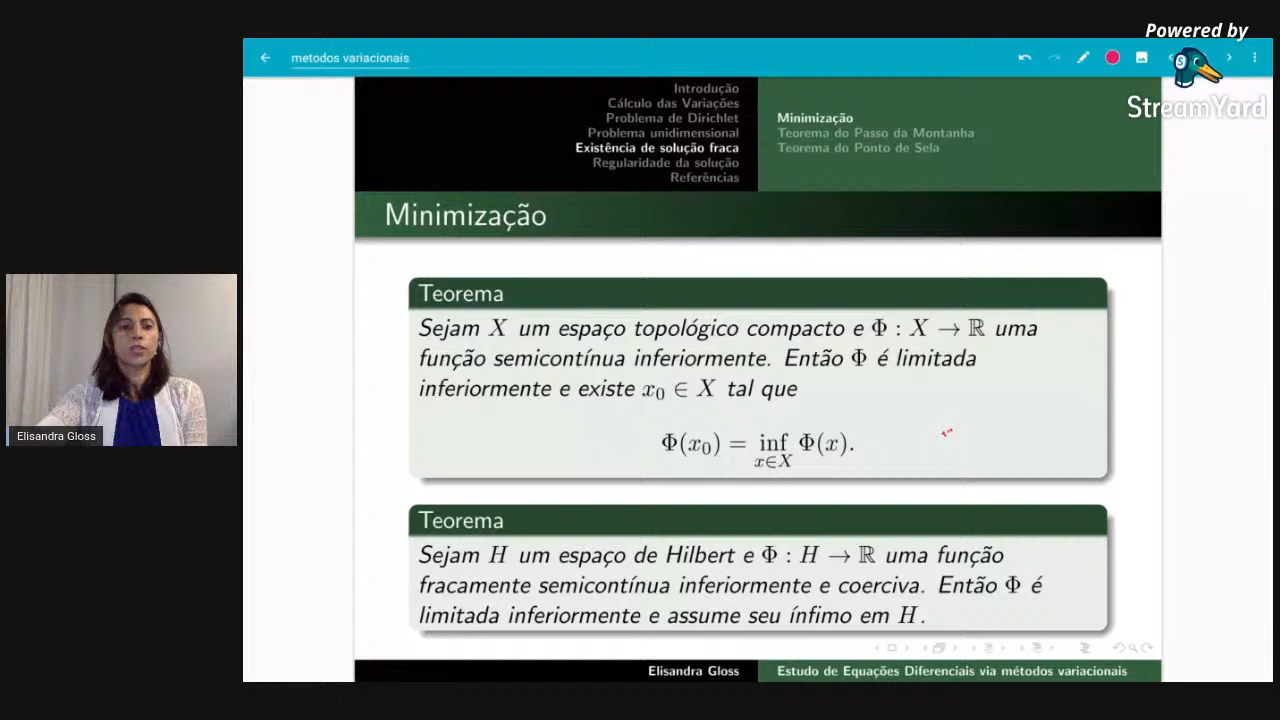 Powered by
StreamYard
metodos variacionais
Introdução
Cálculo das Variações
Problema de Dirichlet
Problema unidimensional
Existência de solução fraca
Regularidade da solução
Referências
Minimização
Teorema do Passo da Montanha
Teorema do Ponto de Sela
Minimização
Teorema
Sejam X um espaço topológico compacto e Φ : X → ℝ uma
função semicontínua inferiormente. Então Φ é limitada
inferiormente e existe x₀ ∈ X tal que
Φ(x₀) = inf Φ(x).
x∈X
Teorema
Sejam H um espaço de Hilbert e Φ : H → ℝ uma função
fracamente semicontínua inferiormente e coerciva. Então Φ é
limitada inferiormente e assume seu ínfimo em H.
Elisandra Gloss
Elisandra Gloss
Estudo de Equações Diferenciais via métodos variacionais